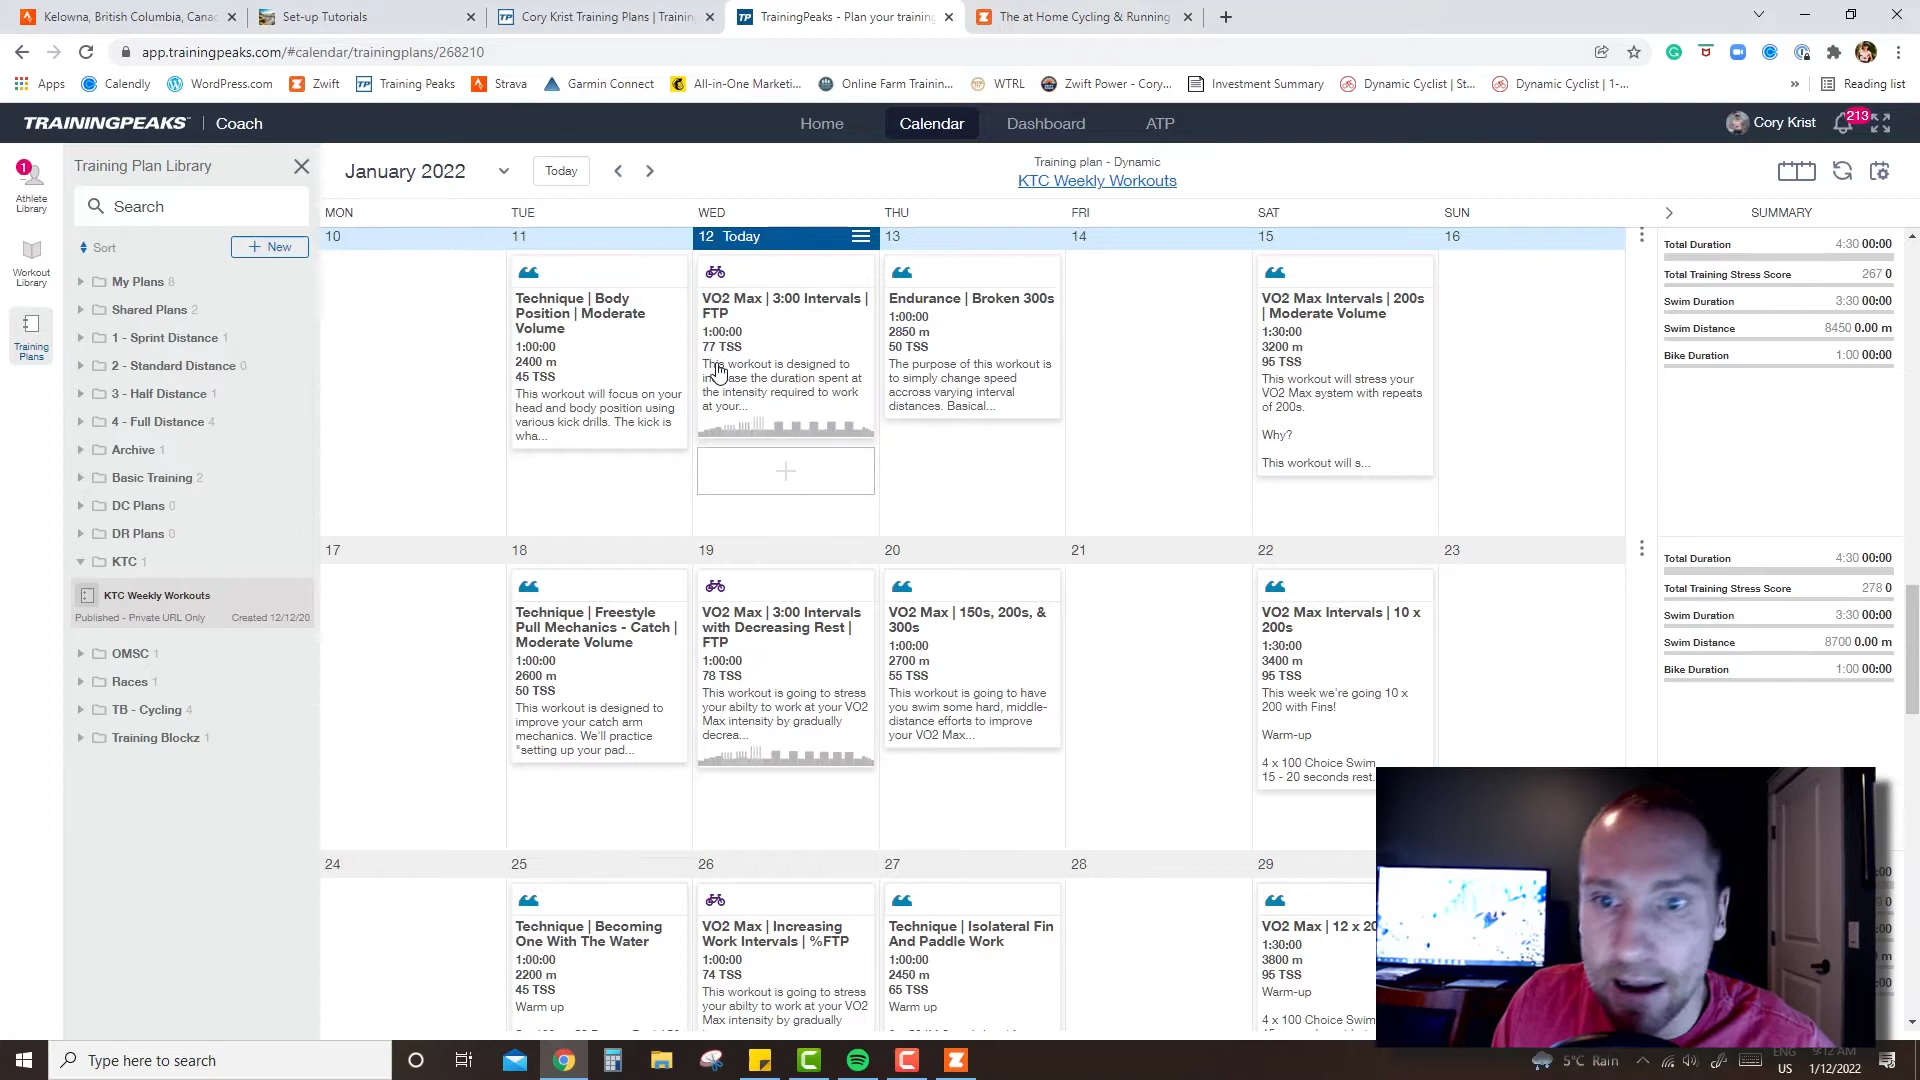 Kelowna, British Columbia, Canad
Set-up Tutorials
Cory Krist Training Plans | Training
TrainingPeaks - Plan your training
The at Home Cycling & Running
app.trainingpeaks.com/#calendar/trainingplans/268210
Apps
Calendly
WordPress.com
Zwift
Training Peaks
Strava
Garmin Connect
All-in-One Marketi...
Online Farm Trainin...
WTRL
Zwift Power - Cory...
Investment Summary
Dynamic Cyclist | St...
Dynamic Cyclist | 1-...
Reading list
TRAININGPEAKS Coach
Home
Calendar
Dashboard
ATP
Cory Krist
213
1
Athlete
Library
Workout
Library
Training
Plans
Training Plan Library
Search
Sort
+ New
My Plans 8
Shared Plans 2
1 - Sprint Distance 1
2 - Standard Distance 0
3 - Half Distance 1
4 - Full Distance 4
Archive 1
Basic Training 2
DC Plans 0
DR Plans 0
KTC 1
KTC Weekly Workouts
Published - Private URL Only Created 12/12/20
OMSC 1
Races 1
TB - Cycling 4
Training Blockz 1
January 2022
Today
Training plan - Dynamic
KTC Weekly Workouts
MON TUE WED THU FRI SAT SUN SUMMARY
10 11 12 Today 13 14 15 16
Technique | Body
Position | Moderate
Volume
1:00:00
2400 m
45 TSS
This workout will focus on your
head and body position using
various kick drills. The kick is
wha...
VO2 Max | 3:00 Intervals |
FTP
1:00:00
77 TSS
This workout is designed to
increase the duration spent at
the intensity required to work
at your...
Endurance | Broken 300s
1:00:00
2850 m
50 TSS
The purpose of this workout is
to simply change speed
accross varying interval
distances. Basical...
VO2 Max Intervals | 200s
| Moderate Volume
1:30:00
3200 m
95 TSS
This workout will stress your
VO2 Max system with repeats
of 200s.
Why?
This workout will s...
Total Duration 4:30 00:00
Total Training Stress Score 267 0
Swim Duration 3:30 00:00
Swim Distance 8450 0.00 m
Bike Duration 1:00 00:00
17 18 19 20 21 22 23
Technique | Freestyle
Pull Mechanics - Catch |
Moderate Volume
1:00:00
2600 m
50 TSS
This workout is designed to
improve your catch arm
mechanics. We'll practice
"setting up your pad...
VO2 Max | 3:00 Intervals
with Decreasing Rest |
FTP
1:00:00
78 TSS
This workout is going to stress
your abilty to work at your VO2
Max intensity by gradually
decrea...
VO2 Max | 150s, 200s, &
300s
1:00:00
2700 m
55 TSS
This workout is going to have
you swim some hard, middle-
distance efforts to improve
your VO2 Max...
VO2 Max Intervals | 10 x
200s
1:30:00
3400 m
95 TSS
This week we're going 10 x
200 with Fins!
Warm-up
4 x 100 Choice Swim
15 - 20 seconds rest.
Total Duration 4:30 00:00
Total Training Stress Score 278 0
Swim Duration 3:30 00:00
Swim Distance 8700 0.00 m
Bike Duration 1:00 00:00
24 25 26 27 28 29
Technique | Becoming
One With The Water
1:00:00
2200 m
45 TSS
Warm up
VO2 Max | Increasing
Work Intervals | %FTP
1:00:00
74 TSS
This workout is going to stress
your abilty to work at your VO2
Max intensity by gradually
Technique | Isolateral Fin
And Paddle Work
1:00:00
2450 m
65 TSS
Warm up
VO2 Max | 12 x 20
1:30:00
3800 m
95 TSS
Warm-up
4 x 100 Choice Swim
Type here to search
5°C Rain
ENG
US
9:12 AM
1/12/2022